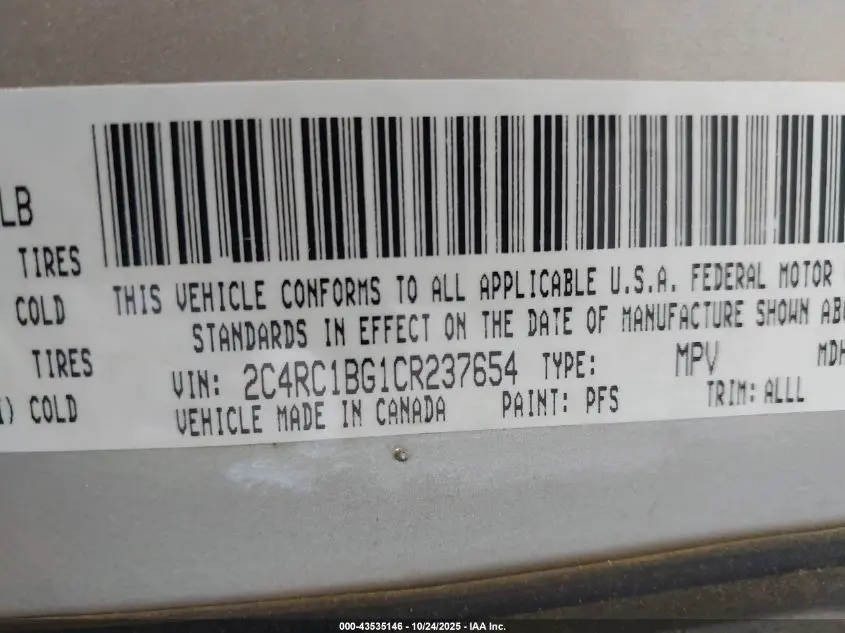 LB
TIRES
COLD
TIRES
) COLD
THIS VEHICLE CONFORMS TO ALL APPLICABLE U.S.A. FEDERAL MOTOR
STANDARDS IN EFFECT ON THE DATE OF MANUFACTURE SHOWN ABO
VIN: 2C4RC1BG1CR237654 TYPE: MPV MDH
VEHICLE MADE IN CANADA PAINT: PFS TRIM: ALLL
000-43535146 - 10/24/2025 - IAA Inc.